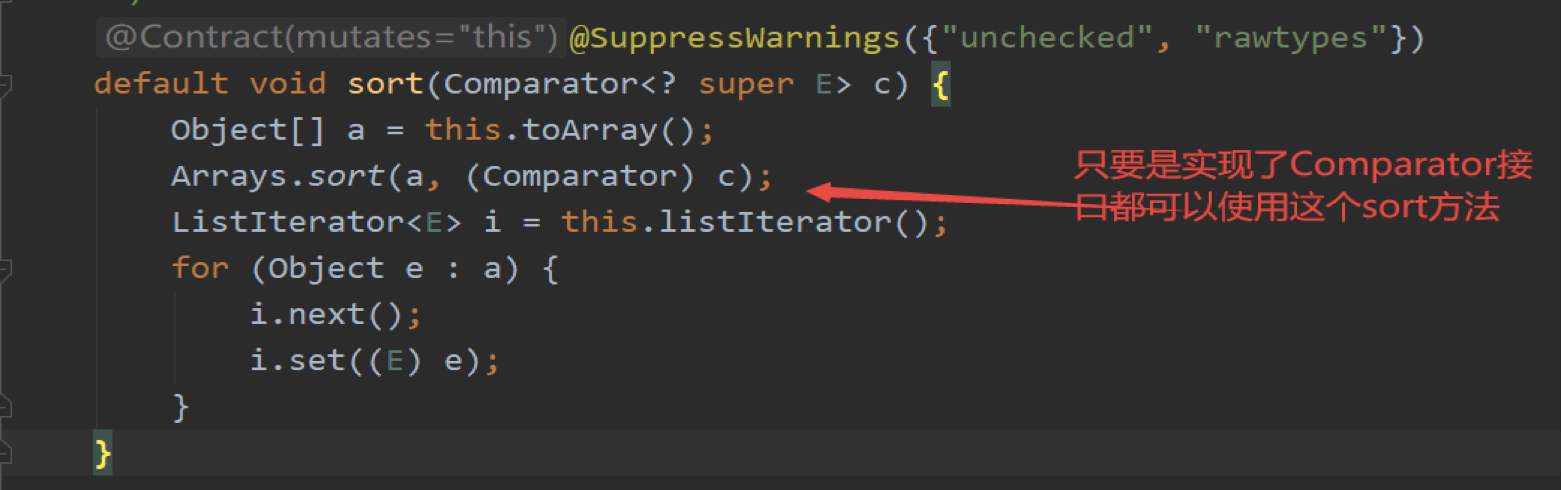 @Contract(mutates="this") @SuppressWarnings({"unchecked", "rawtypes"})
default void sort(Comparator<? super E> c) {
Object[] a = this.toArray();
Arrays.sort(a, (Comparator) c);
ListIterator<E> i = this.listIterator();
for (Object e : a) {
i.next();
i.set((E) e);
}
}
只要是实现了Comparator接
口都可以使用这个sort方法